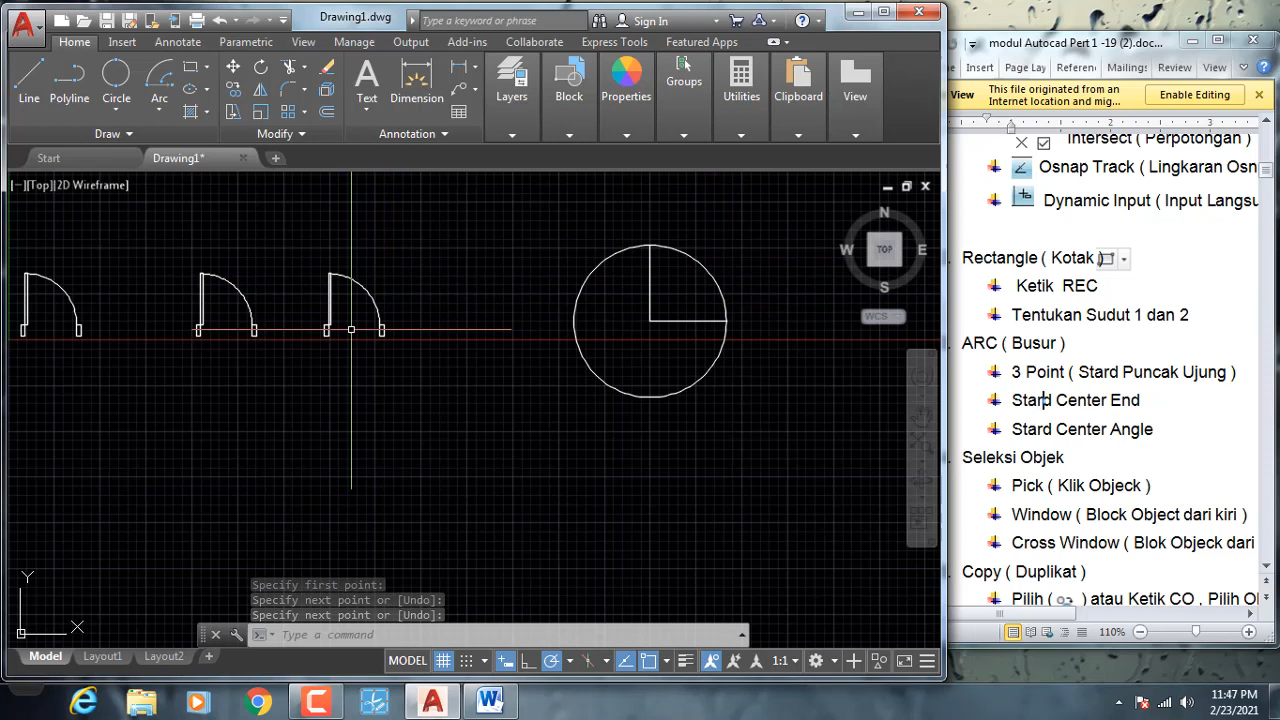 Drawing1.dwg
Type a keyword or phrase
Sign In
Home
Insert
Annotate
Parametric
View
Manage
Output
Add-ins
Collaborate
Express Tools
Featured Apps
Line
Polyline
Circle
Arc
Text
Dimension
Layers
Block
Properties
Groups
Utilities
Clipboard
View
Draw
Modify
Annotation
Start
Drawing1*
[−][Top][2D Wireframe]
N
W
TOP
E
S
WCS
Specify first point:
Specify next point or [Undo]:
Specify next point or [Undo]:
Type a command
Y
X
Model
Layout1
Layout2
MODEL
1:1
modul Autocad Pert 1 -19 (2).doc...
Insert
Page Lay
Referenc
Mailings
Review
View
View
This file originated from an
Internet location and mig...
Enable Editing
1
2
3
Intersect ( Perpotongan )
Osnap Track ( Lingkaran Osn
Dynamic Input ( Input Langsu
Rectangle ( Kotak )
Ketik REC
Tentukan Sudut 1 dan 2
ARC ( Busur )
3 Point ( Stard Puncak Ujung )
Stard Center End
Stard Center Angle
Seleksi Objek
Pick ( Klik Objeck )
Window ( Block Object dari kiri )
Cross Window ( Blok Objeck dari
Copy ( Duplikat )
Pilih ( ) atau Ketik CO , Pilih O
110%
11:47 PM
2/23/2021